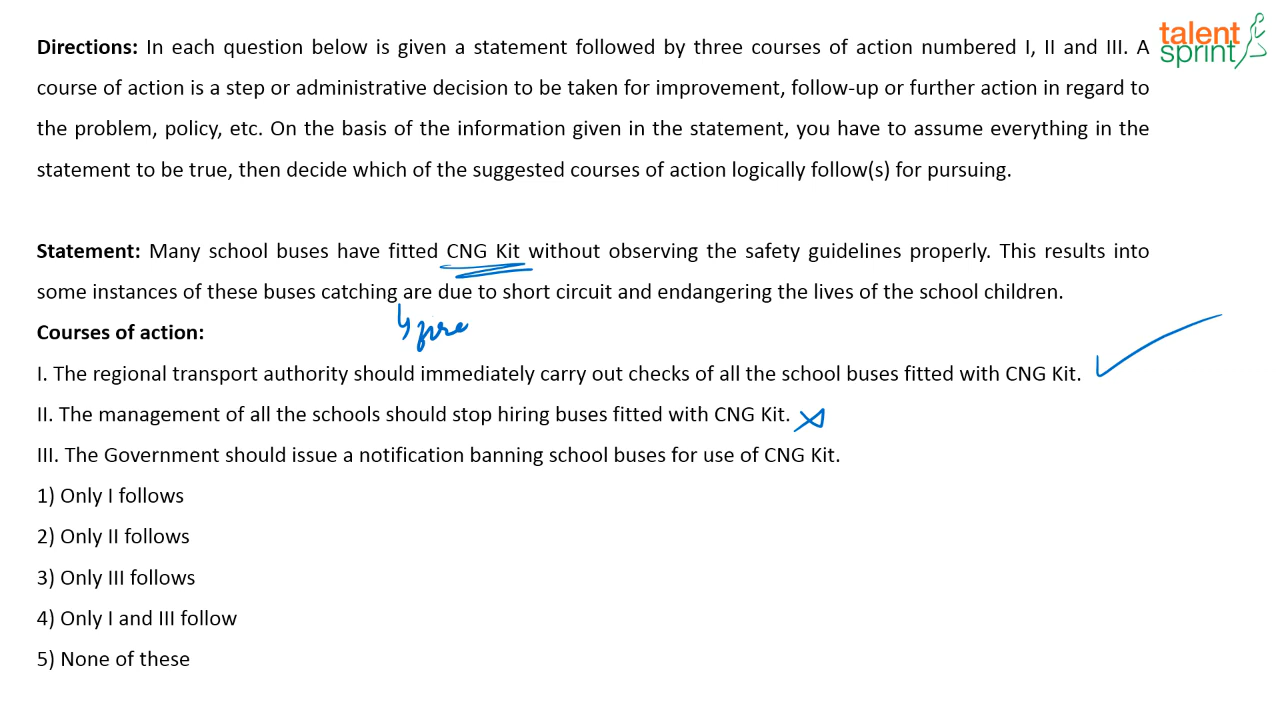 talent
sprint
Directions: In each question below is given a statement followed by three courses of action numbered I, II and III. A
course of action is a step or administrative decision to be taken for improvement, follow-up or further action in regard to
the problem, policy, etc. On the basis of the information given in the statement, you have to assume everything in the
statement to be true, then decide which of the suggested courses of action logically follow(s) for pursuing.
Statement: Many school buses have fitted CNG Kit without observing the safety guidelines properly. This results into
some instances of these buses catching are due to short circuit and endangering the lives of the school children.
fire
Courses of action:
I. The regional transport authority should immediately carry out checks of all the school buses fitted with CNG Kit.
II. The management of all the schools should stop hiring buses fitted with CNG Kit.
III. The Government should issue a notification banning school buses for use of CNG Kit.
1) Only I follows
2) Only II follows
3) Only III follows
4) Only I and III follow
5) None of these